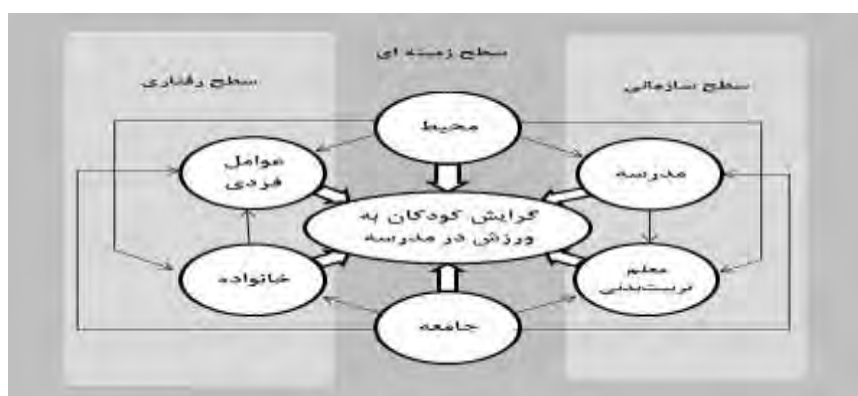 سطح زمینه ای
سطح سازمانی
سطح رفتاری
محیط
مدرسه
عوامل
فردی
گرایش کودکان به
ورزش در مدرسه
معلم
تربیت‌بدنی
خانواده
جامعه